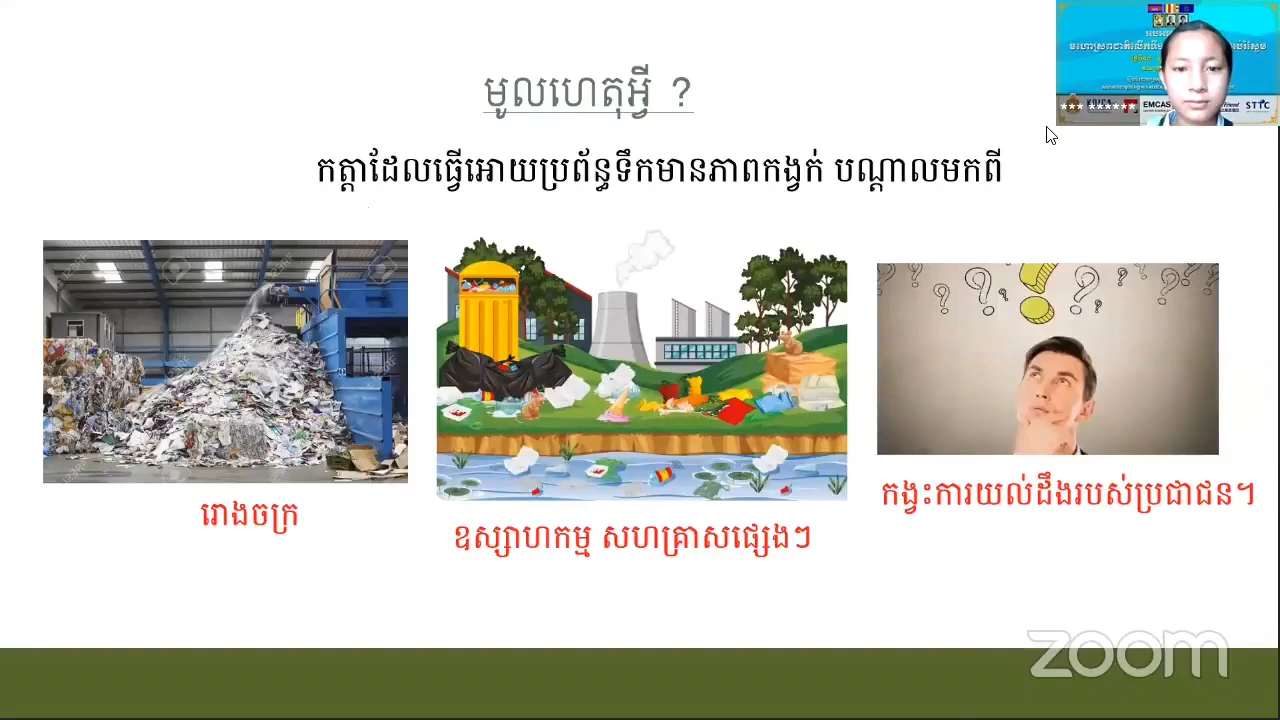 មូលហេតុអ្វី ?
កត្តាដែលធ្វើអោយប្រព័ន្ធទឹកមានភាពកង្វក់ បណ្តាលមកពី
រោងចក្រ
ឧស្សាហកម្ម សហគ្រាសផ្សេងៗ
កង្វះការយល់ដឹងរបស់ប្រជាជន។
*** ******
EMCAS
STTC
zoom